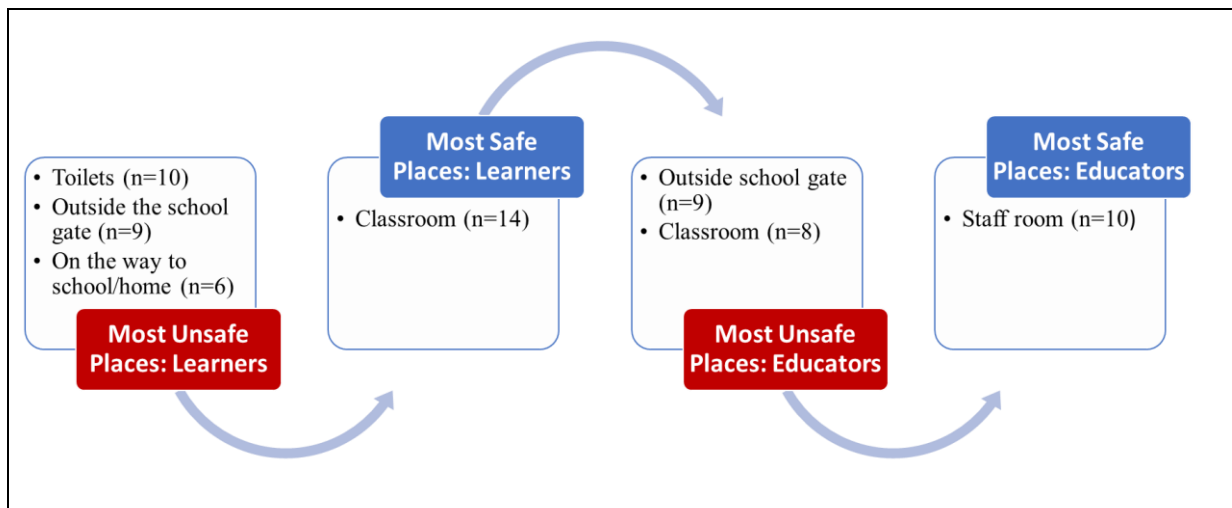 • Toilets (n=10)
• Outside the school
gate (n=9)
• On the way to
school/home (n=6)
Most Unsafe
Places: Learners
Most Safe
Places: Learners
• Classroom (n=14)
• Outside school gate
(n=9)
• Classroom (n=8)
Most Unsafe
Places: Educators
Most Safe
Places: Educators
• Staff room (n=10)